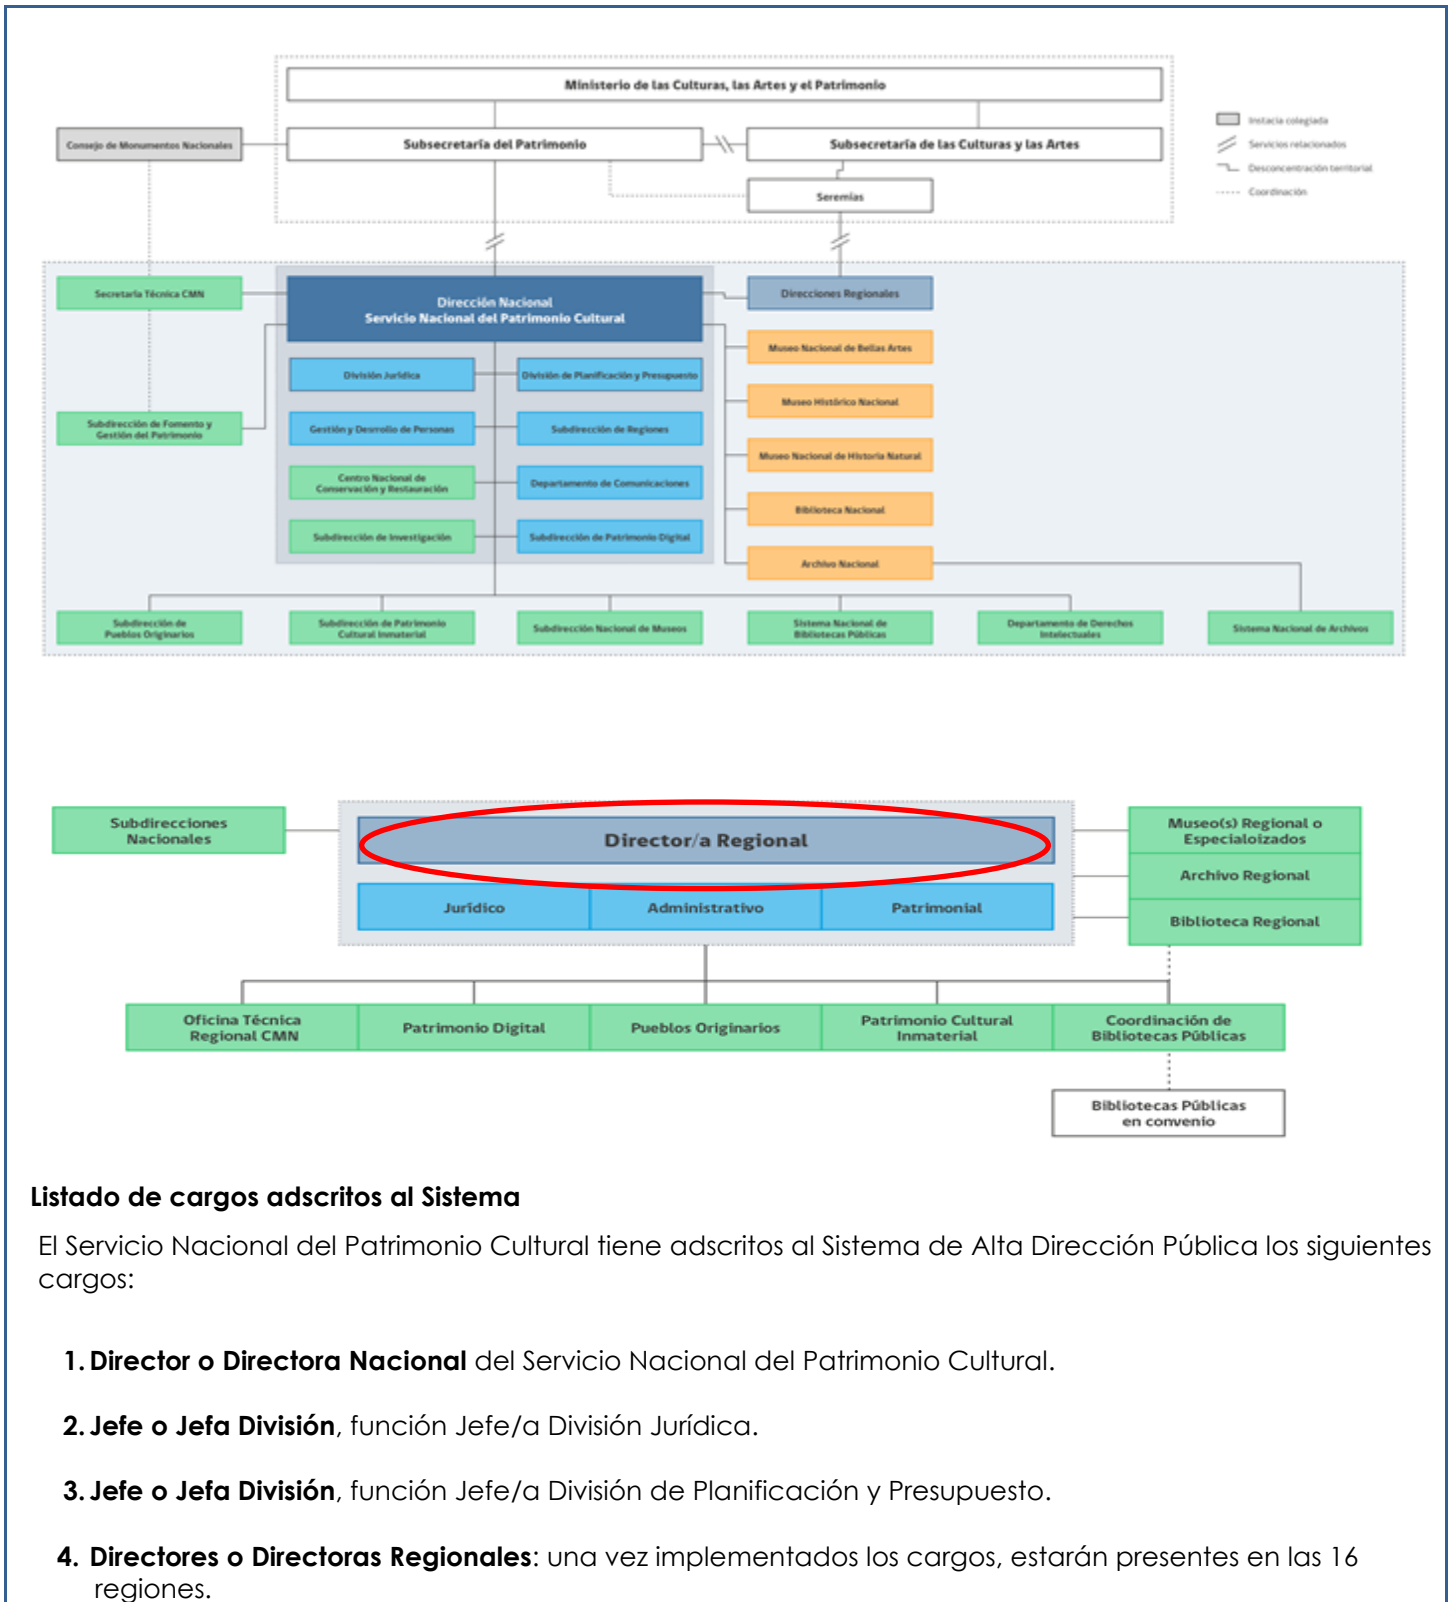 Ministerio de las Culturas, las Artes y el Patrimonio
Consejo de Monumentos Nacionales
Subsecretaría del Patrimonio
Subsecretaría de las Culturas y las Artes
Seremías
Instacia colegiada
Servicios relacionados
Desconcentración territorial
Coordinación
Secretaría Técnica CMN
Dirección Nacional
Servicio Nacional del Patrimonio Cultural
Direcciones Regionales
Museo Nacional de Bellas Artes
División Jurídica
División de Planificación y Presupuesto
Museo Histórico Nacional
Subdirección de Fomento y
Gestión del Patrimonio
Gestión y Desrrollo de Personas
Subdirección de Regiones
Museo Nacional de Historia Natural
Centro Nacional de
Conservación y Restauración
Departamento de Comunicaciones
Biblioteca Nacional
Subdirección de Investigación
Subdirección de Patrimonio Digital
Archivo Nacional
Subdirección de
Pueblos Originarios
Subdirección de Patrimonio
Cultural Inmaterial
Subdirección Nacional de Museos
Sistema Nacional de
Bibliotecas Públicas
Departamento de Derechos
Intelectuales
Sistema Nacional de Archivos
Subdirecciones
Nacionales
Director/a Regional
Museo(s) Regional o
Especialoizados
Archivo Regional
Biblioteca Regional
Jurídico
Administrativo
Patrimonial
Oficina Técnica
Regional CMN
Patrimonio Digital
Pueblos Originarios
Patrimonio Cultural
Inmaterial
Coordinación de
Bibliotecas Públicas
Bibliotecas Públicas
en convenio
Listado de cargos adscritos al Sistema
El Servicio Nacional del Patrimonio Cultural tiene adscritos al Sistema de Alta Dirección Pública los siguientes
cargos:
1. Director o Directora Nacional del Servicio Nacional del Patrimonio Cultural.
2. Jefe o Jefa División, función Jefe/a División Jurídica.
3. Jefe o Jefa División, función Jefe/a División de Planificación y Presupuesto.
4. Directores o Directoras Regionales: una vez implementados los cargos, estarán presentes en las 16
regiones.